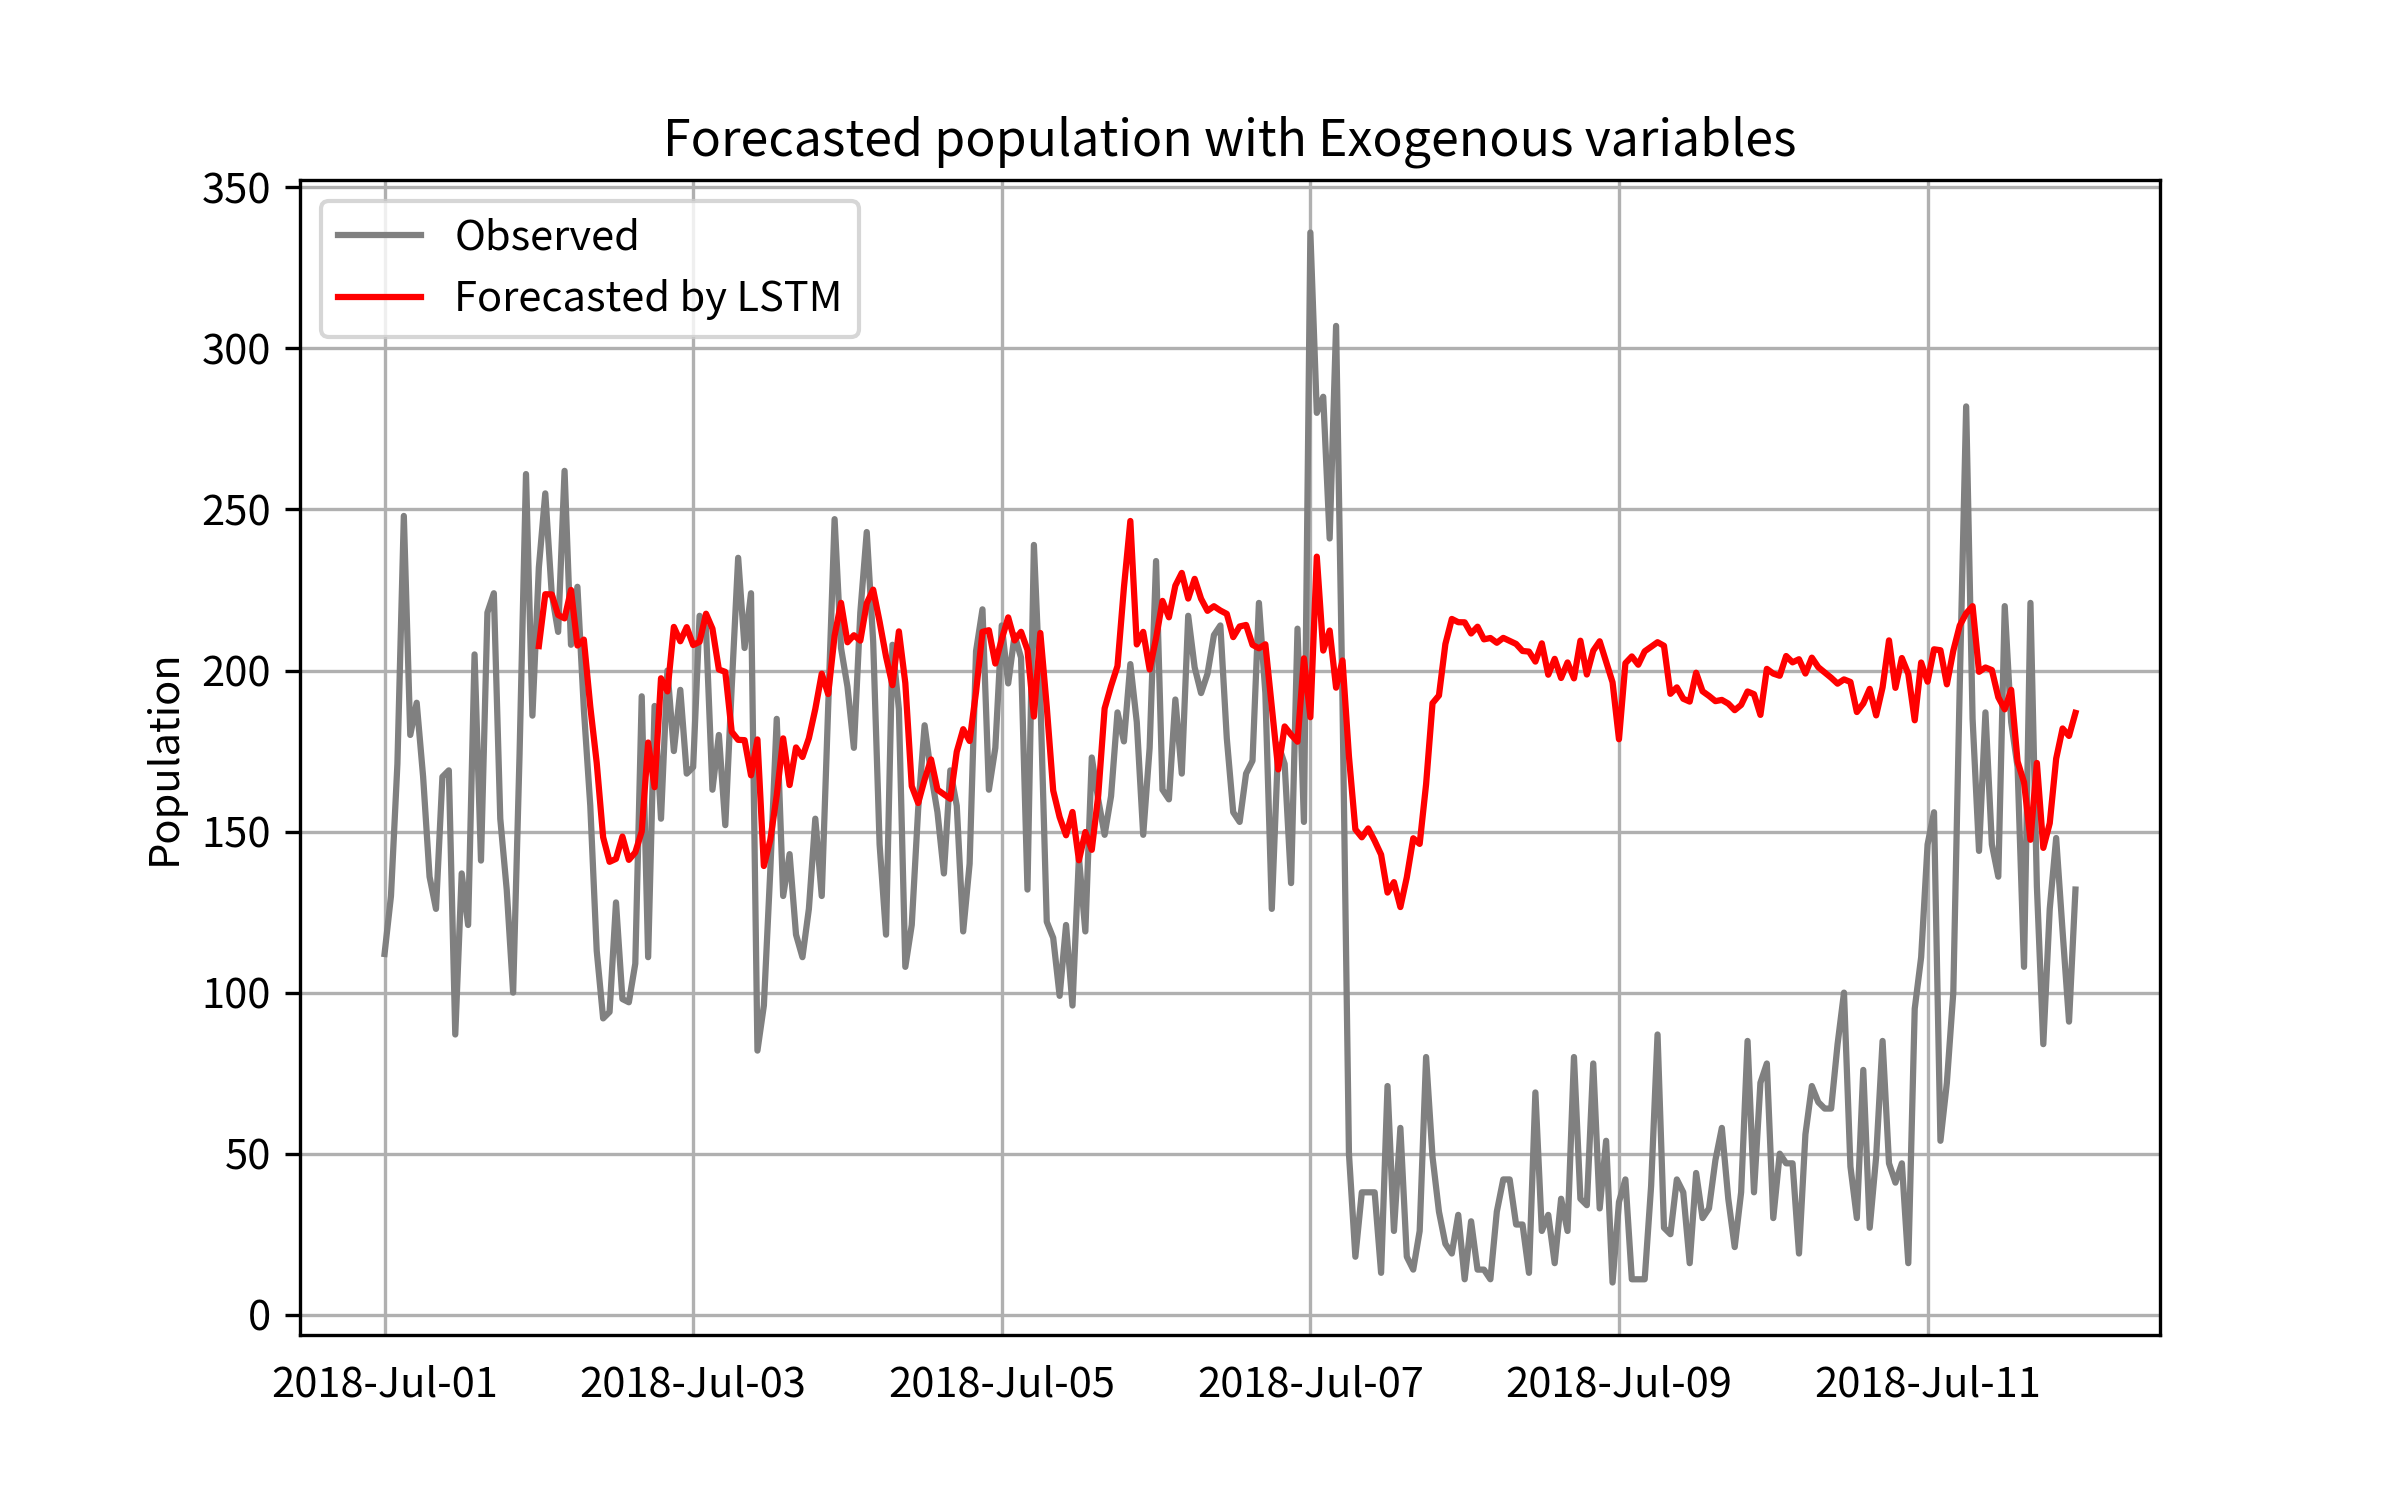 Forecasted population with Exogenous variables
Observed
Forecasted by LSTM
Population
350
300
250
200
150
100
50
0
2018-Jul-01 2018-Jul-03 2018-Jul-05 2018-Jul-07 2018-Jul-09 2018-Jul-11